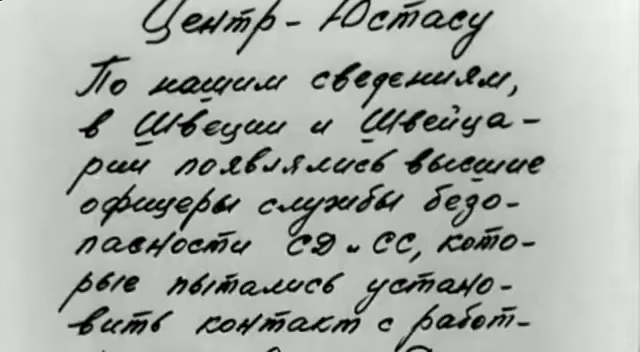 Центр - Юстасу
По нашим сведениям,
в Швеции и Швейца-
рии появлялись высшие
офицеры службы безо-
пасности СД и СС, кото-
рые пытались устано-
вить контакт с работ-